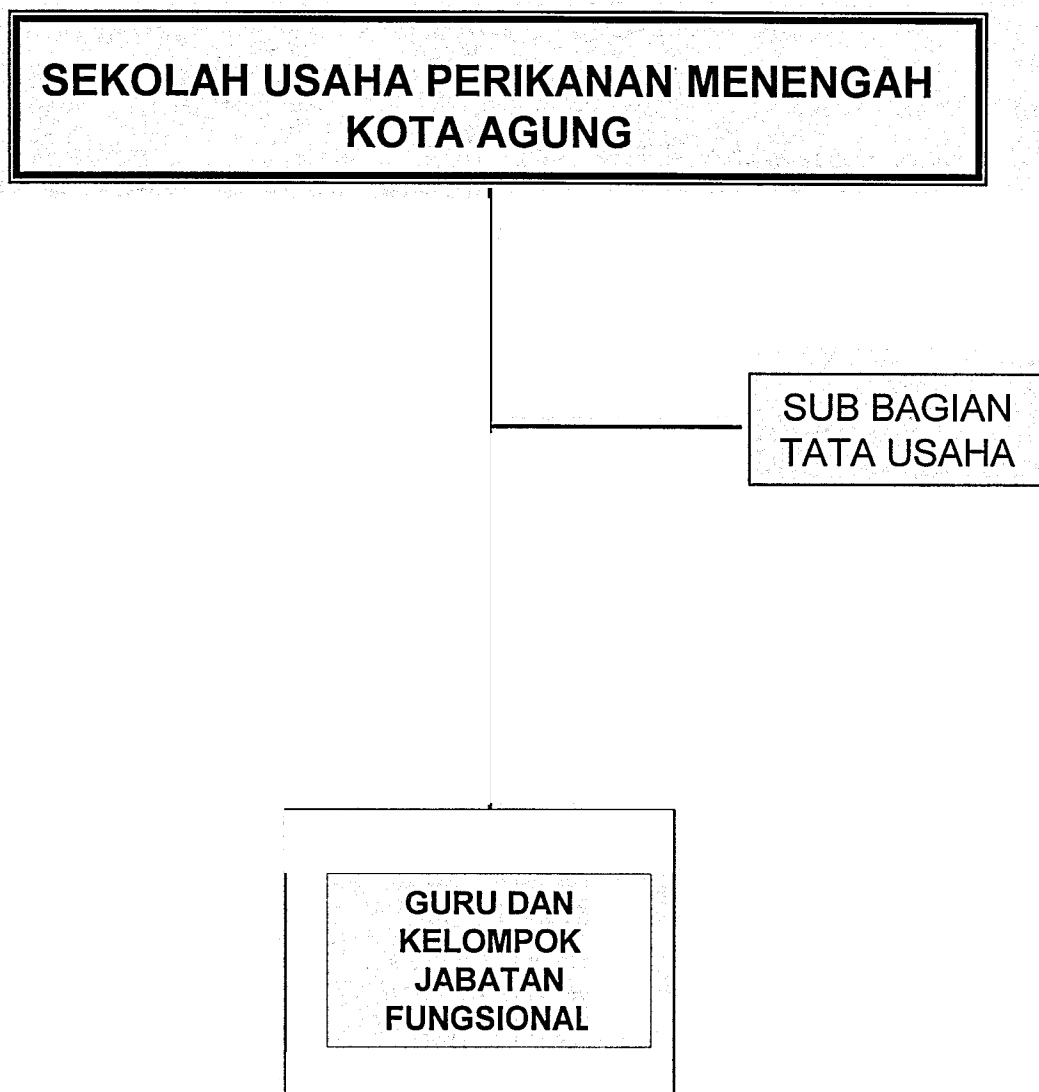 SEKOLAH USAHA PERIKANAN MENENGAH
KOTA AGUNG
SUB BAGIAN
TATA USAHA
GURU DAN
KELOMPOK
JABATAN
FUNGSIONAL